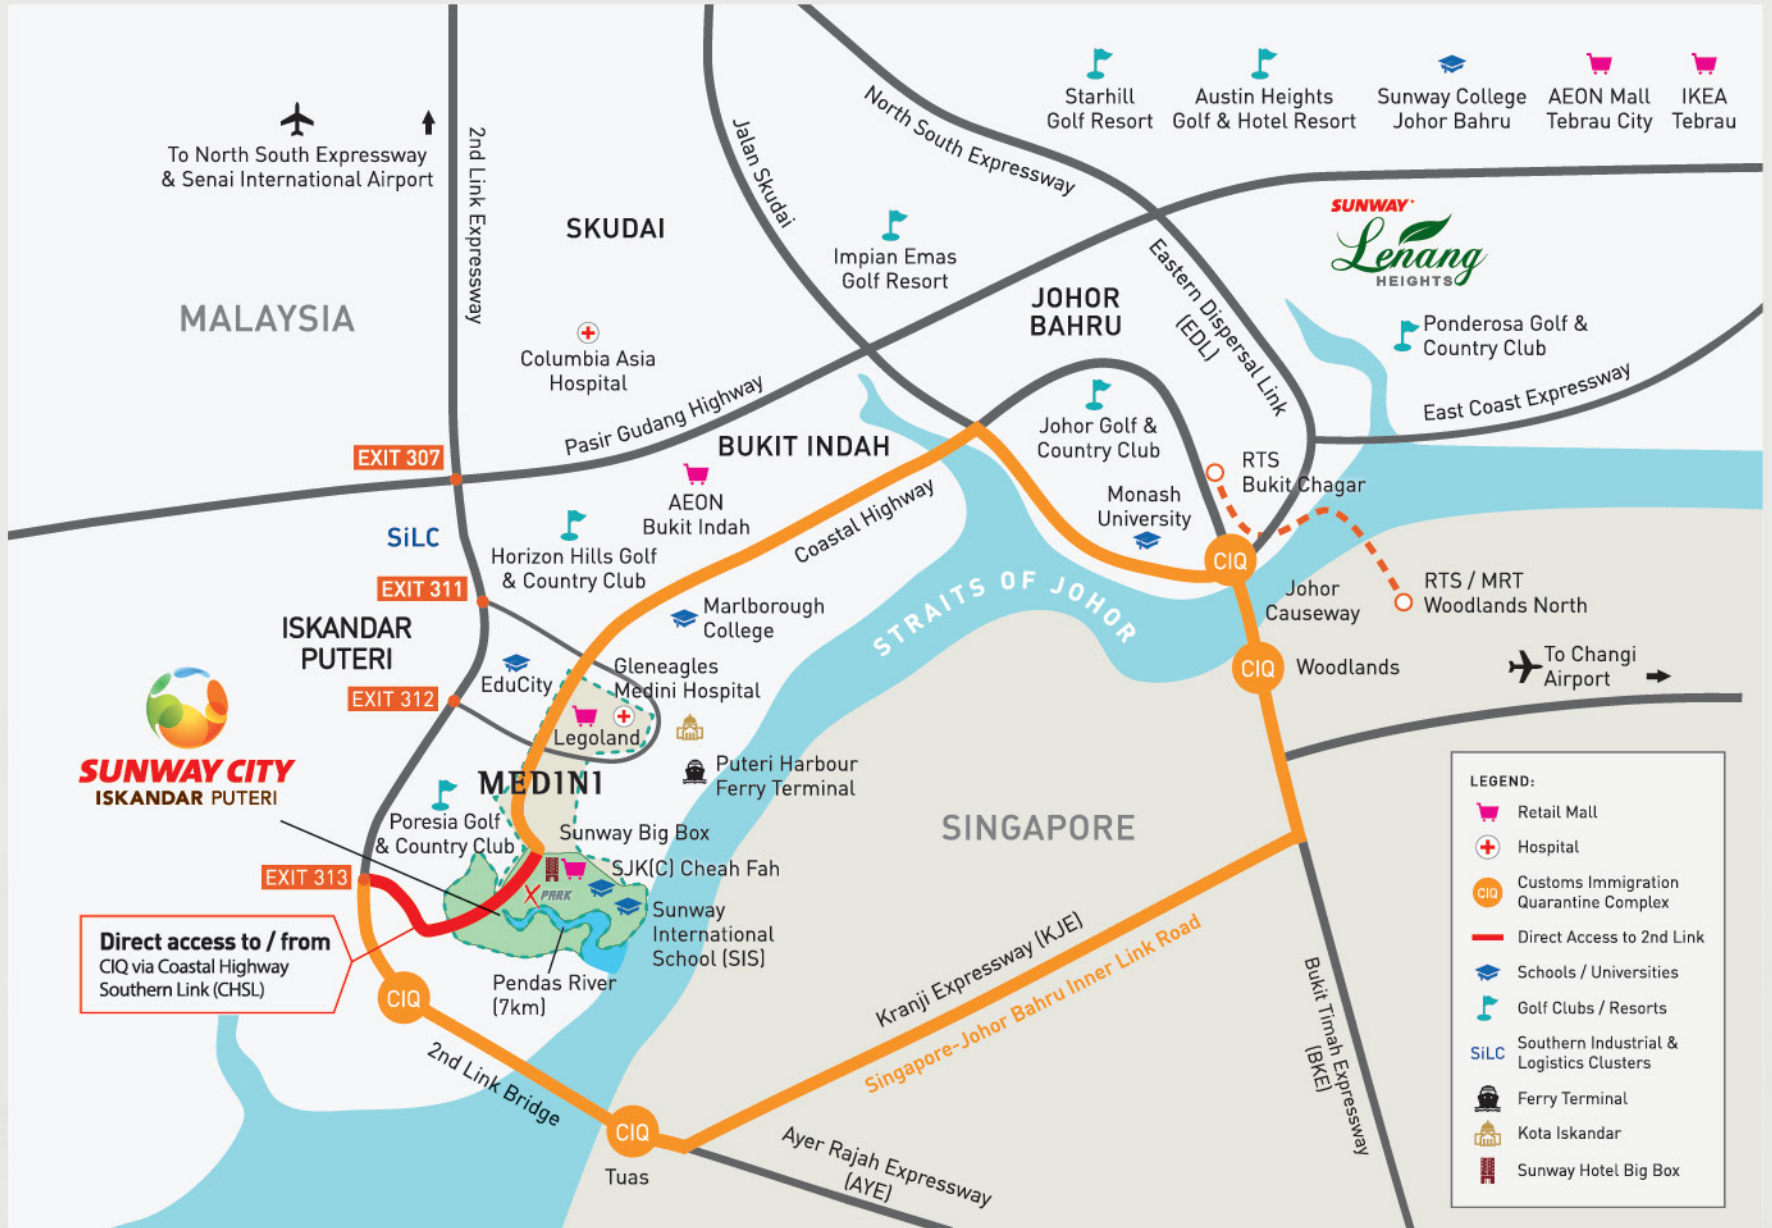 Starhill
Golf Resort
Austin Heights
Golf & Hotel Resort
Sunway College
Johor Bahru
AEON Mall
Tebrau City
IKEA
Tebrau
To North South Expressway
& Senai International Airport
2nd Link Expressway
Jalan Skudai
North South Expressway
SKUDAI
MALAYSIA
Impian Emas
Golf Resort
JOHOR
BAHRU
Eastern Dispersal Link
(EDL)
SUNWAY
Lenang
HEIGHTS
Ponderosa Golf &
Country Club
East Coast Expressway
Columbia Asia
Hospital
Pasir Gudang Highway
BUKIT INDAH
Johor Golf &
Country Club
EXIT 307
AEON
Bukit Indah
Coastal Highway
RTS
Bukit Chagar
Monash
University
SiLC
Horizon Hills Golf
& Country Club
CIQ
EXIT 311
STRAITS OF JOHOR
Johor
Causeway
RTS / MRT
Woodlands North
Marlborough
College
ISKANDAR
PUTERI
CIQ
Woodlands
To Changi
Airport
EduCity
Gleneagles
Medini Hospital
EXIT 312
Legoland
SUNWAY CITY
ISKANDAR PUTERI
MEDINI
Puteri Harbour
Ferry Terminal
Poresia Golf
& Country Club
Sunway Big Box
SINGAPORE
EXIT 313
SJK(C) Cheah Fah
X PARK
Sunway
International
School (SIS)
Direct access to / from
CIQ via Coastal Highway
Southern Link (CHSL)
Pendas River
(7km)
CIQ
2nd Link Bridge
Kranji Expressway (KJE)
Singapore-Johor Bahru Inner Link Road
Bukit Timah Expressway
(BKE)
CIQ
Tuas
Ayer Rajah Expressway
(AYE)
LEGEND:
Retail Mall
Hospital
CIQ
Customs Immigration
Quarantine Complex
Direct Access to 2nd Link
Schools / Universities
Golf Clubs / Resorts
SiLC
Southern Industrial &
Logistics Clusters
Ferry Terminal
Kota Iskandar
Sunway Hotel Big Box